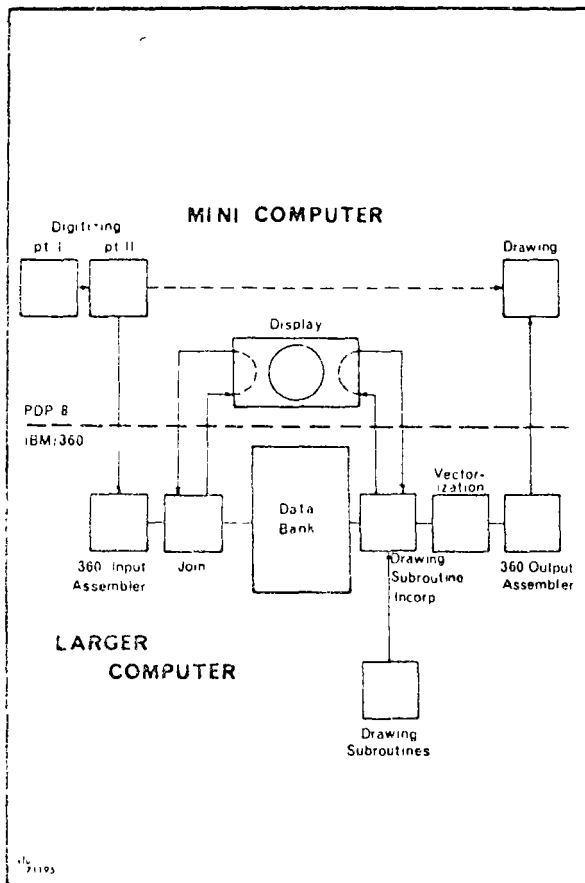 MINI COMPUTER
Digitizing
pt I pt II
Drawing
Display
PDP 8
IBM/360
Vector-
ization
Data
Bank
360 Input
Assembler
Join
Drawing
Subroutine
Incorp
360 Output
Assembler
LARGER
COMPUTER
Drawing
Subroutines
71195